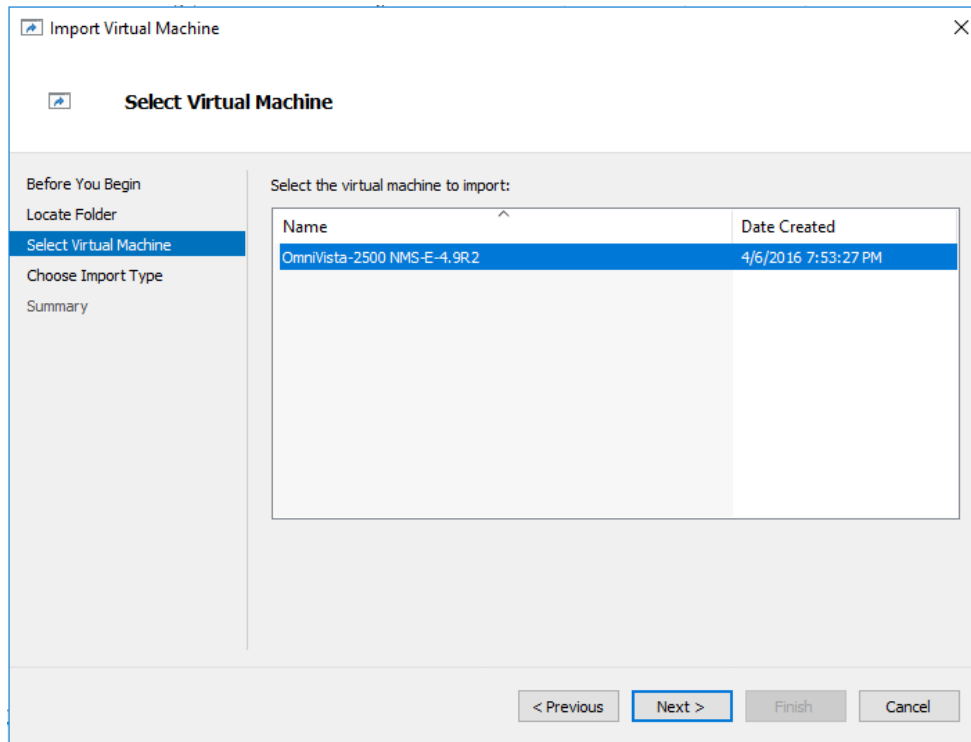 Import Virtual Machine
Select Virtual Machine
Before You Begin
Locate Folder
Select Virtual Machine
Choose Import Type
Summary
Select the virtual machine to import:
Name Date Created
OmniVista-2500 NMS-E-4.9R2 4/6/2016 7:53:27 PM
< Previous Next > Finish Cancel